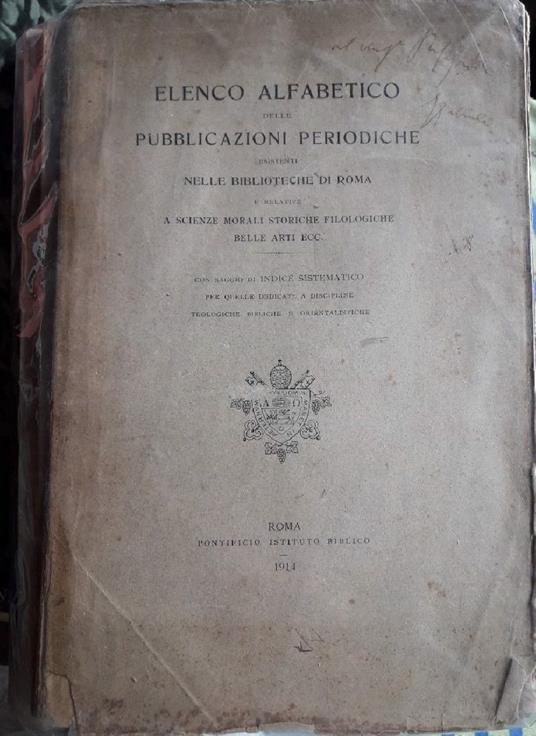 ELENCO ALFABETICO
DELLE
PUBBLICAZIONI PERIODICHE
ESISTENTI
NELLE BIBLIOTECHE DI ROMA
E RELATIVE
A SCIENZE MORALI STORICHE FILOLOGICHE
BELLE ARTI ECC.
CON SAGGIO DI INDICE SISTEMATICO
PER QUELLE DEDICATE A DISCIPLINE
TEOLOGICHE BIBLICHE E ORIENTALISTICHE
ROMA
PONTIFICIO ISTITUTO BIBLICO
1914